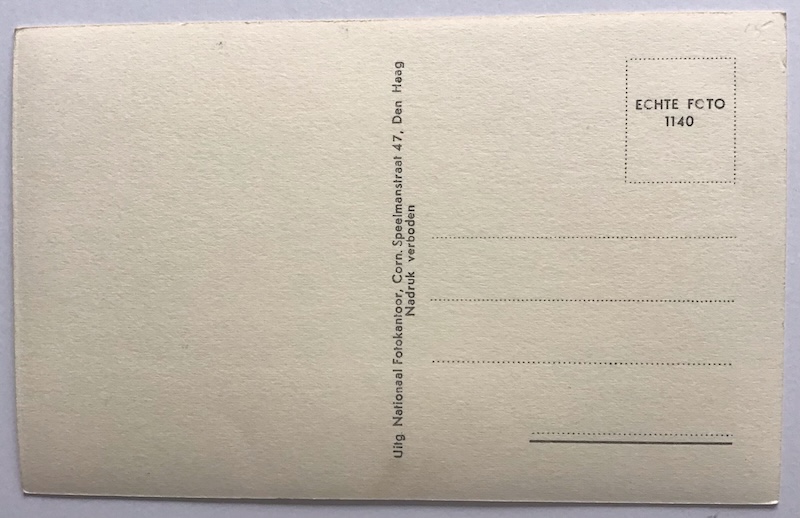 Uitg. Nationaal Fotokantoor, Corn. Speelmanstraat 47, Den Haag
Nadruk verboden
ECHTE FOTO
1140